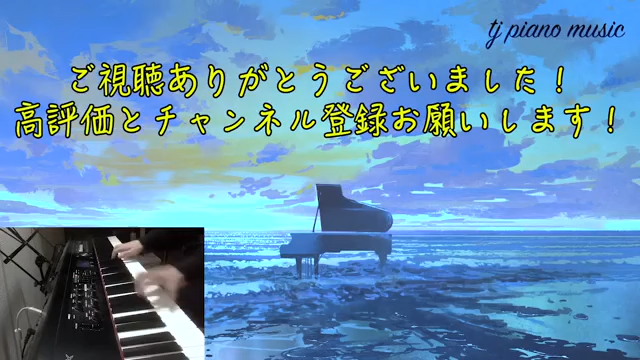 tj piano music
ご視聴ありがとうございました！
高評価とチャンネル登録お願いします！